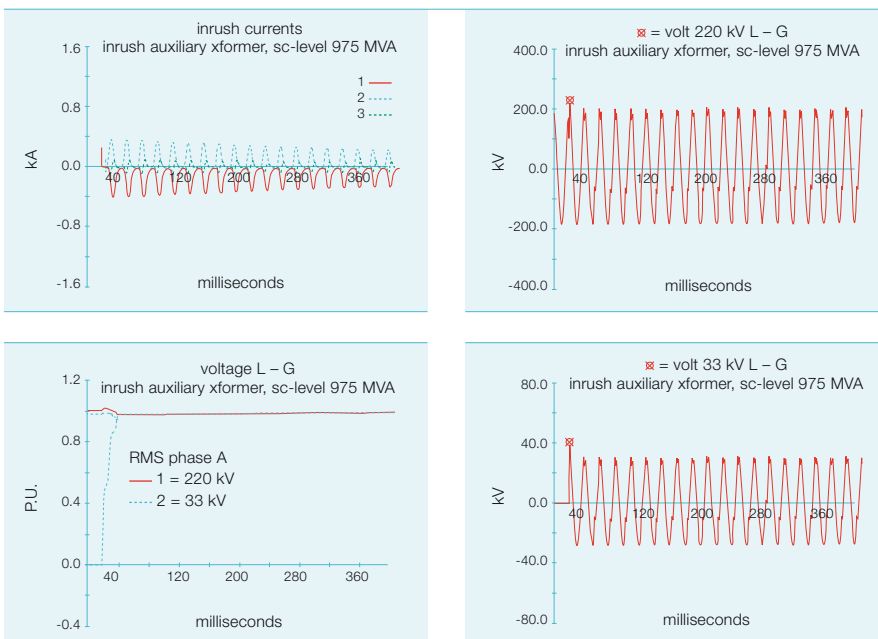 inrush currents
inrush auxiliary xformer, sc-level 975 MVA
1.6
0.8
0.0
-0.8
-1.6
kA
1
2
3
40 120 200 280 360
milliseconds
⊗ = volt 220 kV L – G
inrush auxiliary xformer, sc-level 975 MVA
400.0
200.0
0.0
-200.0
-400.0
kV
40 120 200 280 360
milliseconds
voltage L – G
inrush auxiliary xformer, sc-level 975 MVA
1.2
0.8
0.4
0.0
-0.4
P.U.
RMS phase A
1 = 220 kV
2 = 33 kV
40 120 200 280 360
milliseconds
⊗ = volt 33 kV L – G
inrush auxiliary xformer, sc-level 975 MVA
80.0
40.0
0.0
-40.0
-80.0
kV
40 120 200 280 360
milliseconds